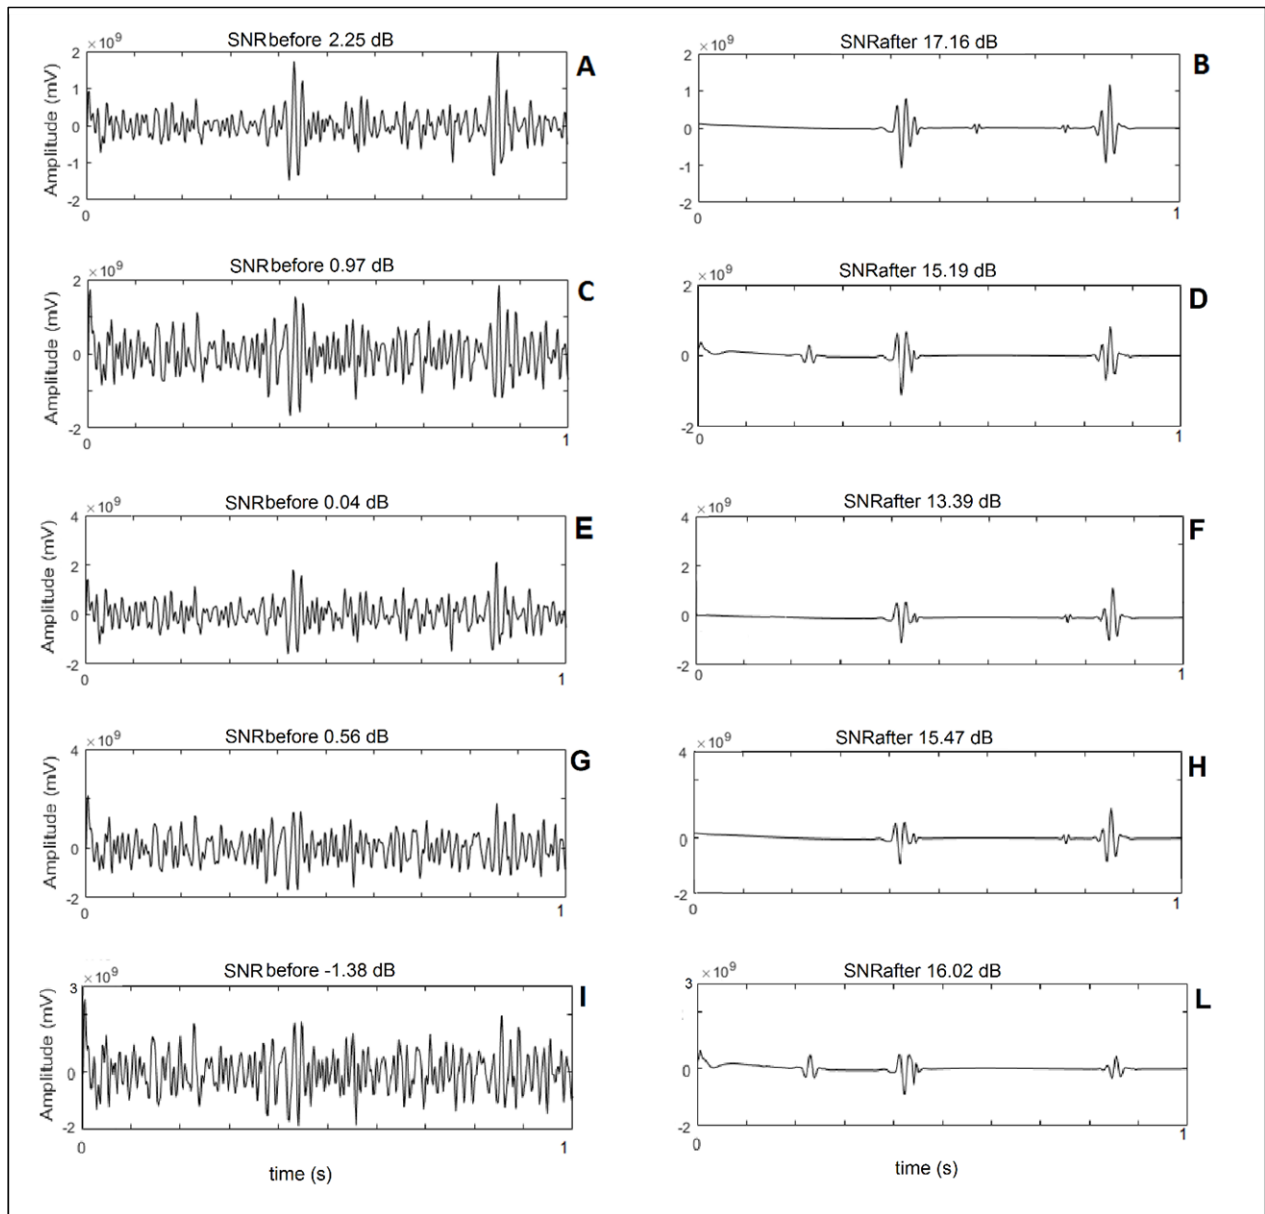 SNRbefore 2.25 dB
×10⁹
A
2
1
0
-1
-2
Amplitude (mV)
0
SNRafter 17.16 dB
×10⁹
B
2
1
0
-1
-2
0
1
SNRbefore 0.97 dB
×10⁹
C
2
0
-2
Amplitude (mV)
0
1
SNRafter 15.19 dB
×10⁹
D
2
0
-2
0
1
SNRbefore 0.04 dB
×10⁹
E
4
2
0
-2
Amplitude (mV)
0
1
SNRafter 13.39 dB
×10⁹
F
4
2
0
-2
0
1
SNRbefore 0.56 dB
×10⁹
G
4
2
0
-2
Amplitude (mV)
0
1
SNRafter 15.47 dB
×10⁹
H
4
2
0
-2
0
1
SNRbefore -1.38 dB
×10⁹
I
3
0
-2
Amplitude (mV)
0
1
time (s)
SNRafter 16.02 dB
×10⁹
L
3
0
-2
0
1
time (s)